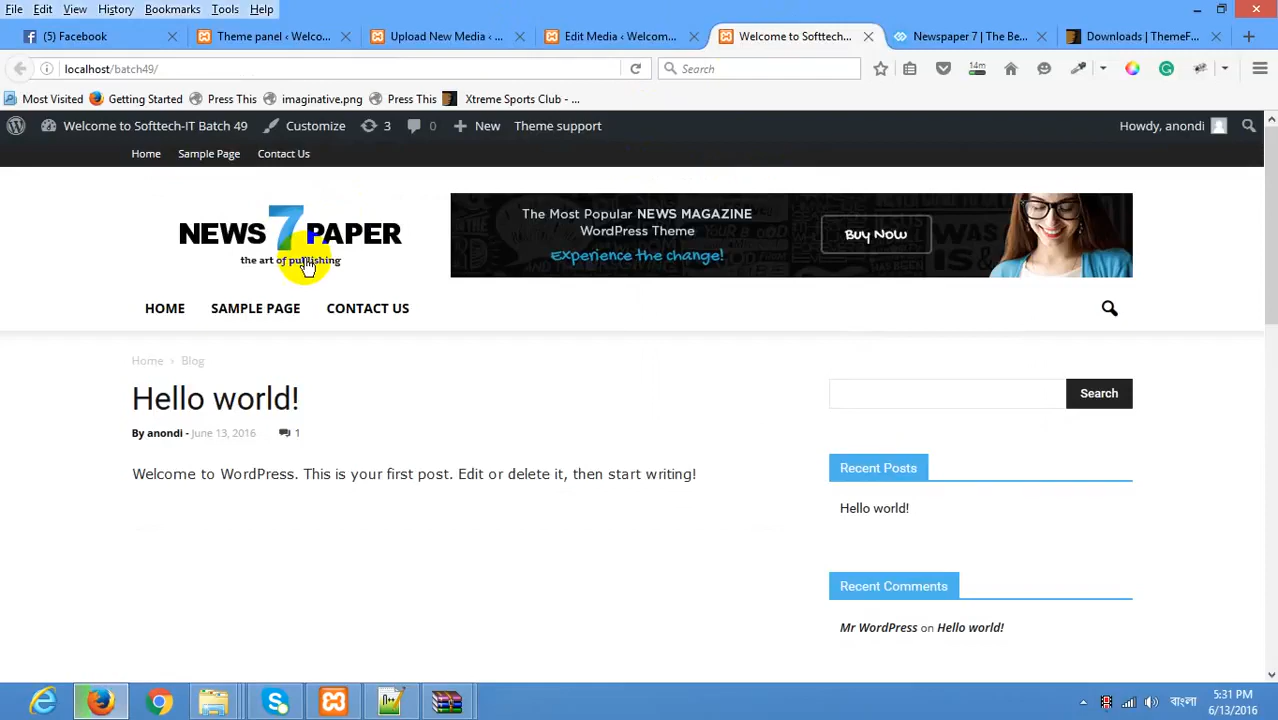 File Edit View History Bookmarks Tools Help
(5) Facebook
Theme panel ‹ Welco...
Upload New Media ‹ ...
Edit Media ‹ Welcom...
Welcome to Softtech-...
Newspaper 7 | The Be...
Downloads | ThemeF...
localhost/batch49/
Search
14m
Most Visited
Getting Started
Press This
imaginative.png
Press This
Xtreme Sports Club - ...
Welcome to Softtech-IT Batch 49
Customize
3
0
New
Theme support
Howdy, anondi
Home Sample Page Contact Us
NEWS 7 PAPER
the art of publishing
The Most Popular NEWS MAGAZINE
WordPress Theme
Experience the change!
Buy Now
HOME SAMPLE PAGE CONTACT US
Home › Blog
Hello world!
By anondi - June 13, 2016 1
Welcome to WordPress. This is your first post. Edit or delete it, then start writing!
Search
Recent Posts
Hello world!
Recent Comments
Mr WordPress on Hello world!
বাংলা
5:31 PM
6/13/2016